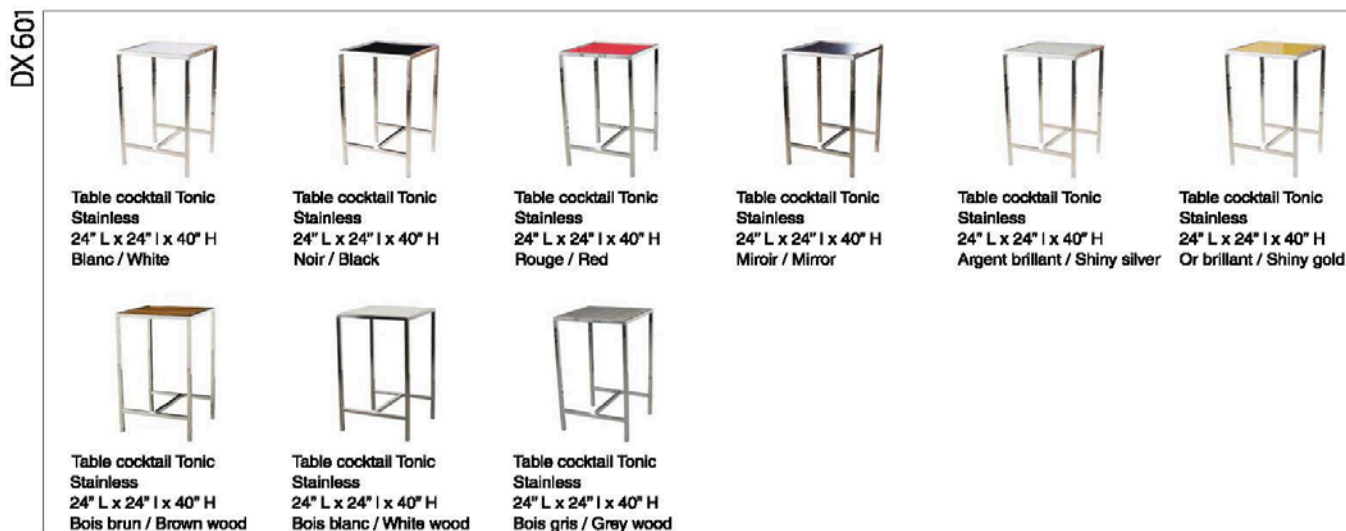 DX 601
Table cocktail Tonic
Stainless
24” L x 24” l x 40” H
Blanc / White
Table cocktail Tonic
Stainless
24” L x 24” l x 40” H
Noir / Black
Table cocktail Tonic
Stainless
24” L x 24” l x 40” H
Rouge / Red
Table cocktail Tonic
Stainless
24” L x 24” l x 40” H
Miroir / Mirror
Table cocktail Tonic
Stainless
24” L x 24” l x 40” H
Argent brillant / Shiny silver
Table cocktail Tonic
Stainless
24” L x 24” l x 40” H
Or brillant / Shiny gold
Table cocktail Tonic
Stainless
24” L x 24” l x 40” H
Bois brun / Brown wood
Table cocktail Tonic
Stainless
24” L x 24” l x 40” H
Bois blanc / White wood
Table cocktail Tonic
Stainless
24” L x 24” l x 40” H
Bois gris / Grey wood